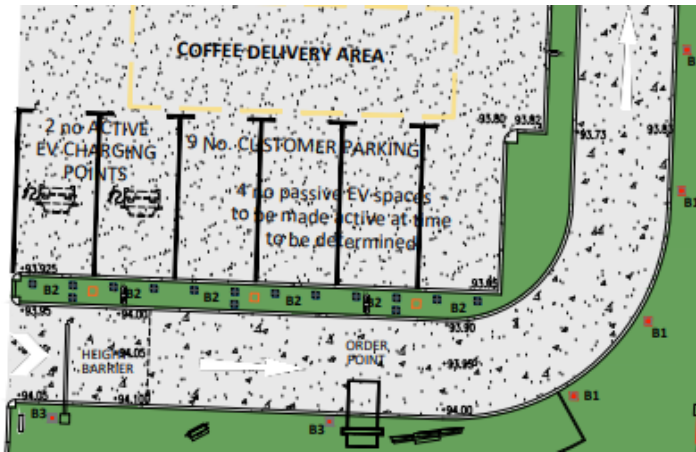 COFFEE DELIVERY AREA
2 no ACTIVE
EV CHARGING
POINTS
9 No. CUSTOMER PARKING
4 no passive EV spaces
to be made active at time
to be determined
93.80
93.82
93.73
93.83
B1
B1
93.925
93.85
B2
B2
B2
B2
B2
B2
93.95
94.00
93.90
B1
HEIGHT
BARRIER
94.05
ORDER
POINT
93.950
94.05
94.100
94.00
B1
B3
B3